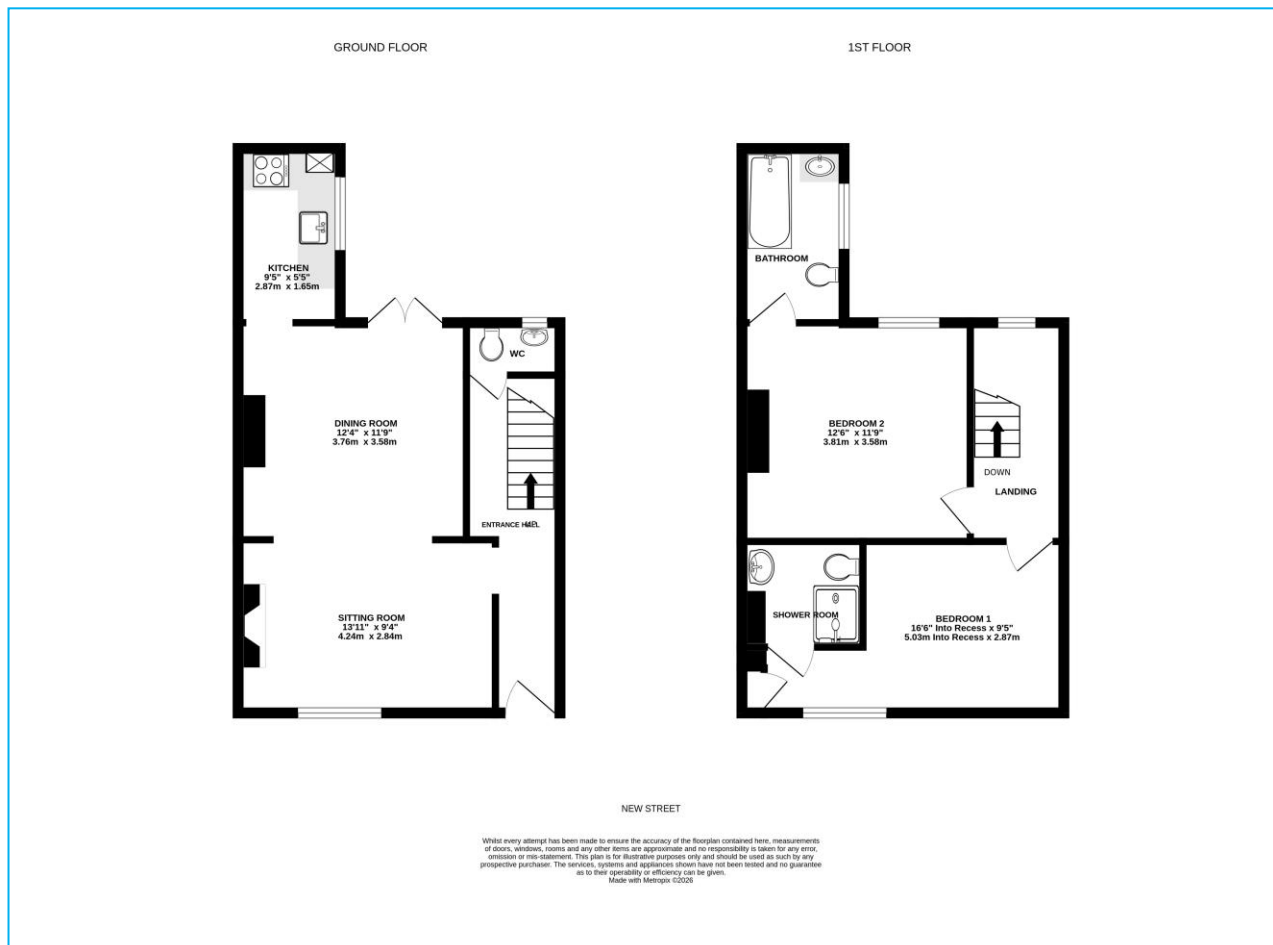 GROUND FLOOR
1ST FLOOR
KITCHEN
9'5" x 5'5"
2.87m x 1.65m
DINING ROOM
12'4" x 11'9"
3.76m x 3.58m
WC
ENTRANCE HALL
UP
SITTING ROOM
13'11" x 9'4"
4.24m x 2.84m
BATHROOM
BEDROOM 2
12'6" x 11'9"
3.81m x 3.58m
DOWN
LANDING
SHOWER ROOM
BEDROOM 1
16'6" Into Recess x 9'5"
5.03m Into Recess x 2.87m
NEW STREET
Whilst every attempt has been made to ensure the accuracy of the floorplan contained here, measurements
of doors, windows, rooms and any other items are approximate and no responsibility is taken for any error,
omission or mis-statement. This plan is for illustrative purposes only and should be used as such by any
prospective purchaser. The services, systems and appliances shown have not been tested and no guarantee
as to their operability or efficiency can be given.
Made with Metropix ©2026